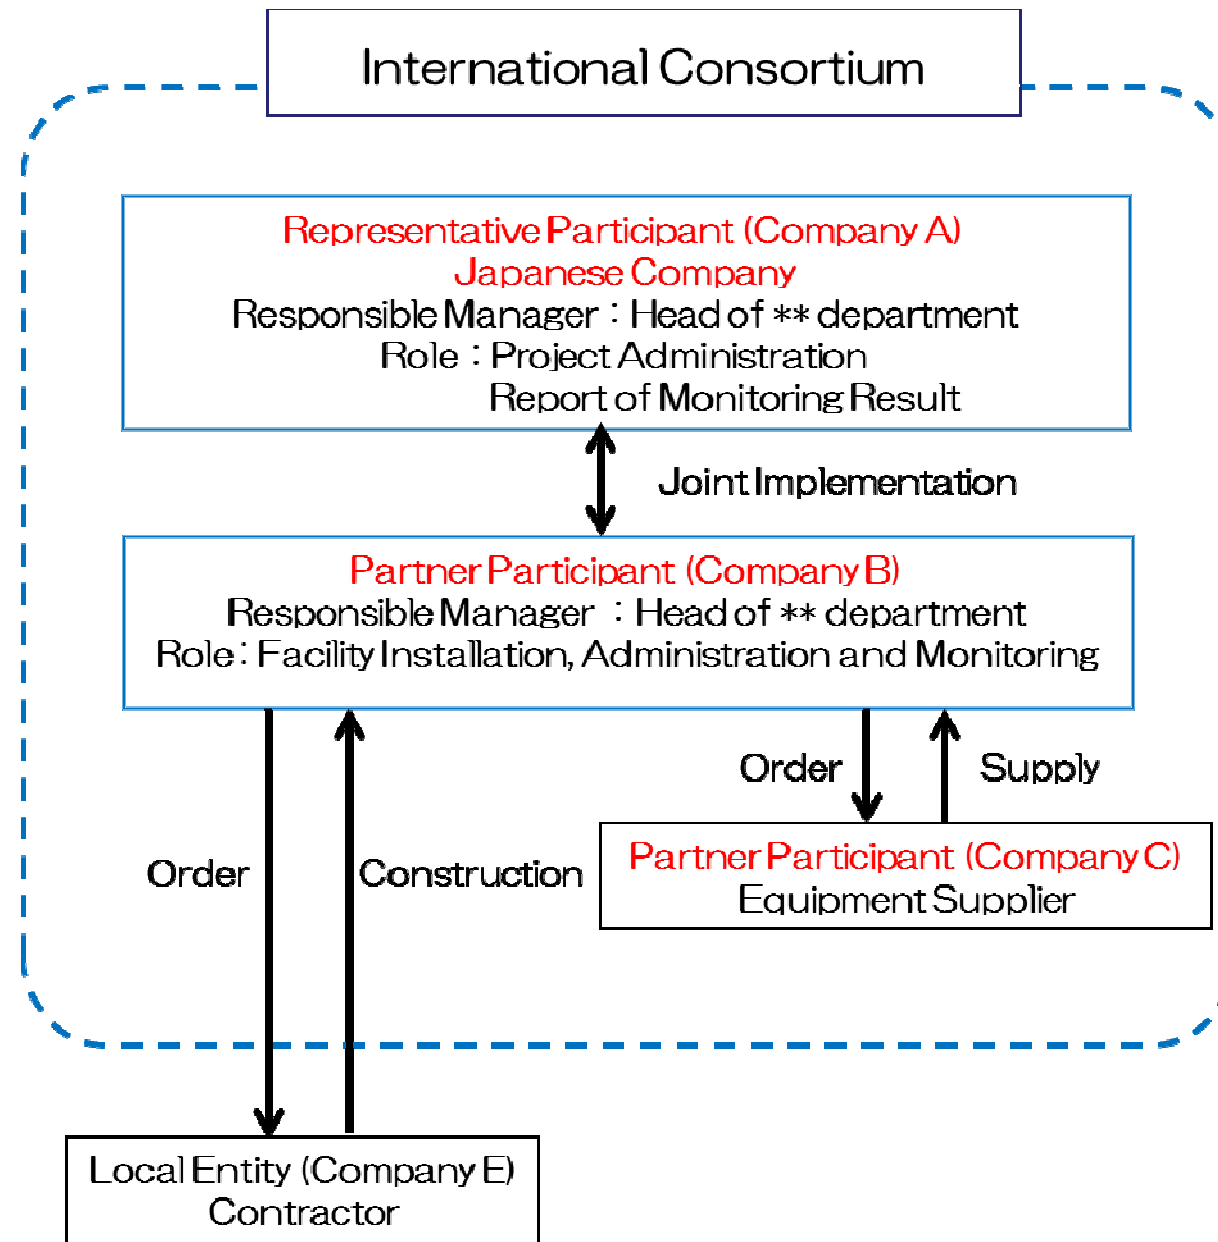 International Consortium
Representative Participant (Company A)
Japanese Company
Responsible Manager : Head of ** department
Role : Project Administration
Report of Monitoring Result
Joint Implementation
Partner Participant (Company B)
Responsible Manager : Head of ** department
Role : Facility Installation, Administration and Monitoring
Order
Supply
Partner Participant (Company C)
Equipment Supplier
Order
Construction
Local Entity (Company E)
Contractor